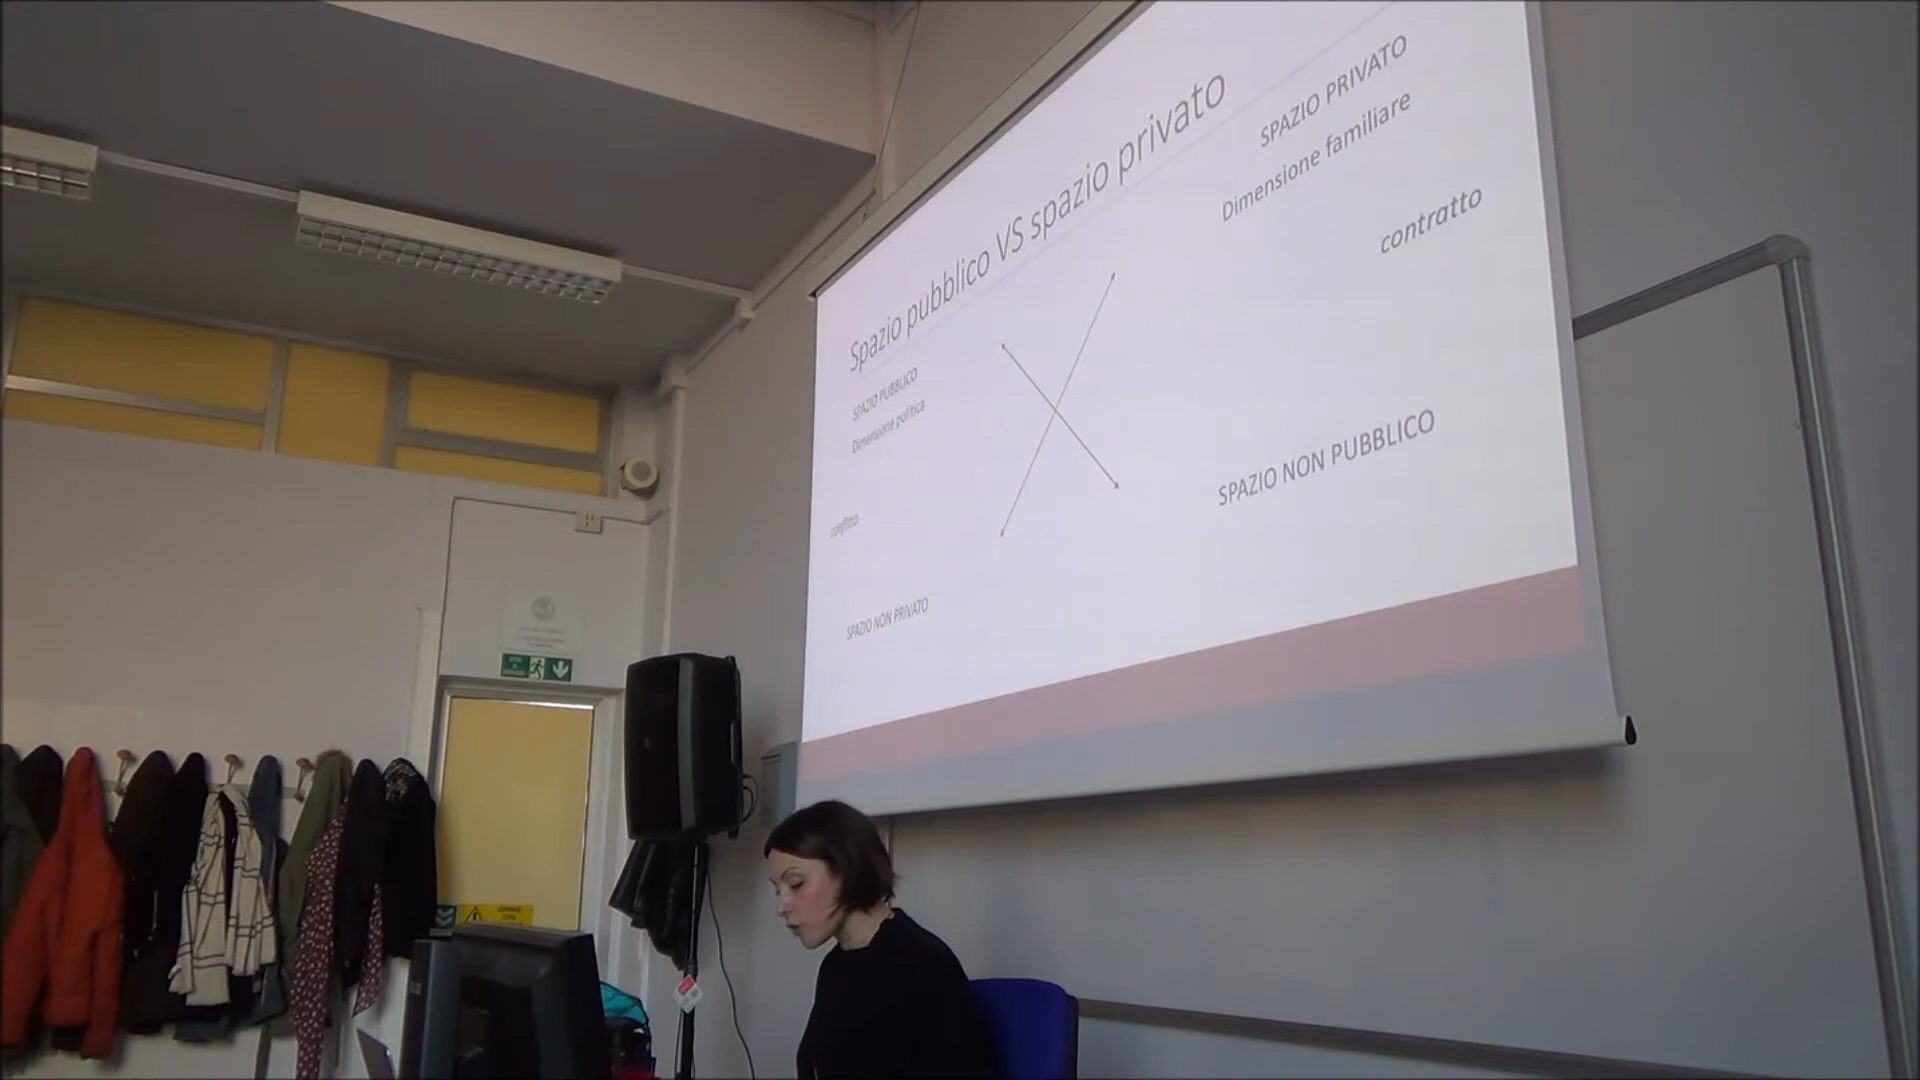 Spazio pubblico VS spazio privato
SPAZIO PUBBLICO
Dimensione politica
SPAZIO PRIVATO
Dimensione familiare
contratto
conflitto
SPAZIO NON PRIVATO
SPAZIO NON PUBBLICO